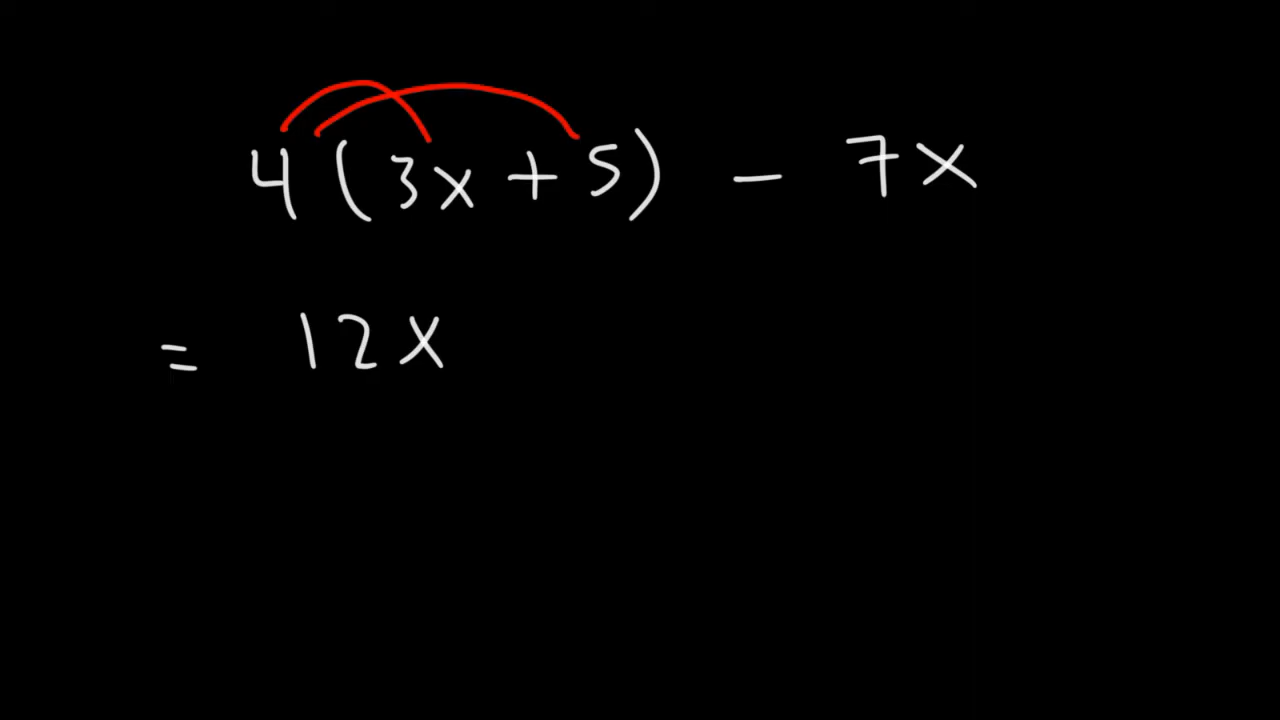 4(3x + 5) - 7x
= 12x